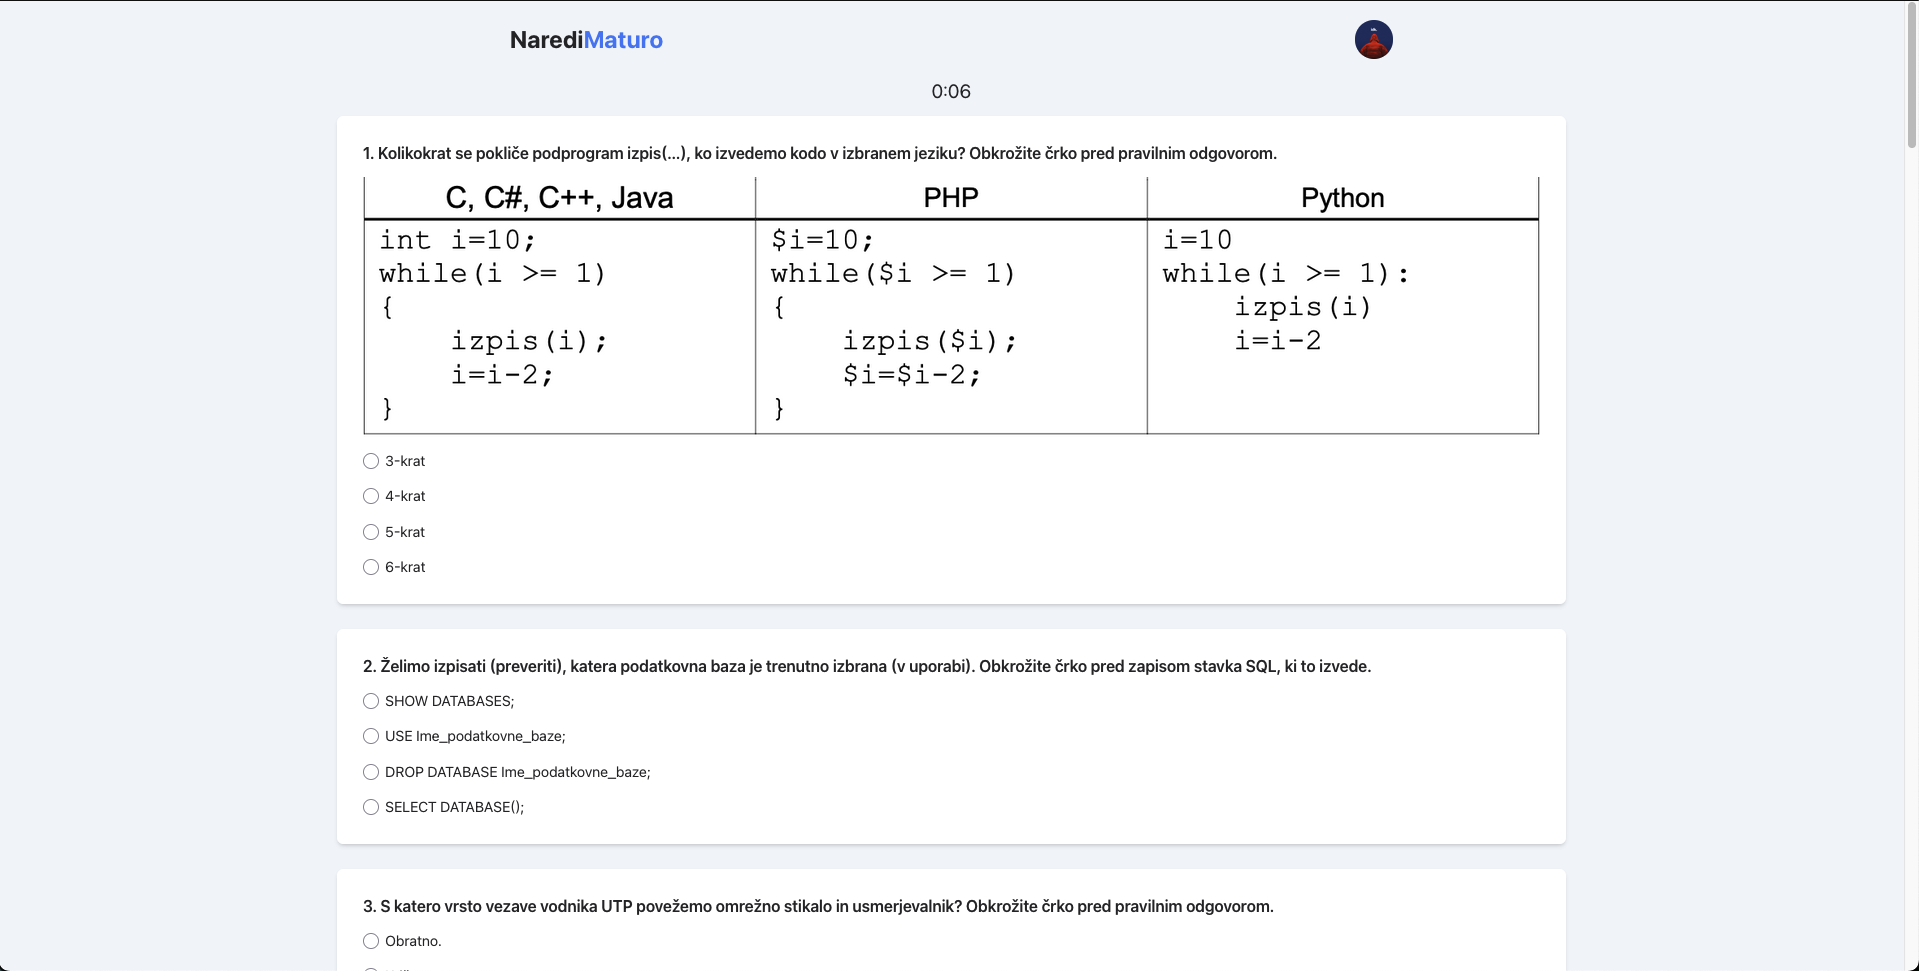 NarediMaturo
0:06
1. Kolikokrat se pokliče podprogram izpis(...), ko izvedemo kodo v izbranem jeziku? Obkrožite črko pred pravilnim odgovorom.
C, C#, C++, Java
int i=10;
while(i >= 1)
{
izpis(i);
i=i-2;
}
PHP
$i=10;
while($i >= 1)
{
izpis($i);
$i=$i-2;
}
Python
i=10
while(i >= 1):
izpis(i)
i=i-2
3-krat
4-krat
5-krat
6-krat
2. Želimo izpisati (preveriti), katera podatkovna baza je trenutno izbrana (v uporabi). Obkrožite črko pred zapisom stavka SQL, ki to izvede.
SHOW DATABASES;
USE Ime_podatkovne_baze;
DROP DATABASE Ime_podatkovne_baze;
SELECT DATABASE();
3. S katero vrsto vezave vodnika UTP povežemo omrežno stikalo in usmerjevalnik? Obkrožite črko pred pravilnim odgovorom.
Obratno.